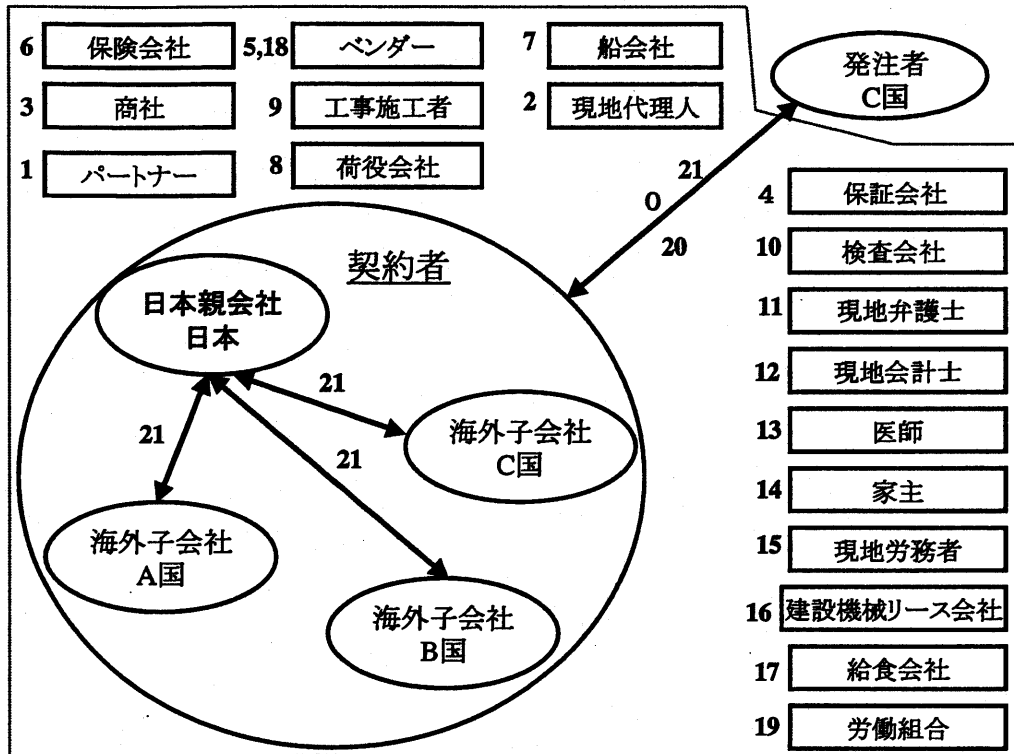 6 保険会社
5,18 ベンダー
7 船会社
発注者
C国
3 商社
9 工事施工者
2 現地代理人
1 パートナー
8 荷役会社
21
0
20
4 保証会社
10 検査会社
11 現地弁護士
12 現地会計士
13 医師
14 家主
15 現地労務者
16 建設機械リース会社
17 給食会社
19 労働組合
契約者
日本親会社
日本
21
21
21
海外子会社
C国
海外子会社
A国
海外子会社
B国